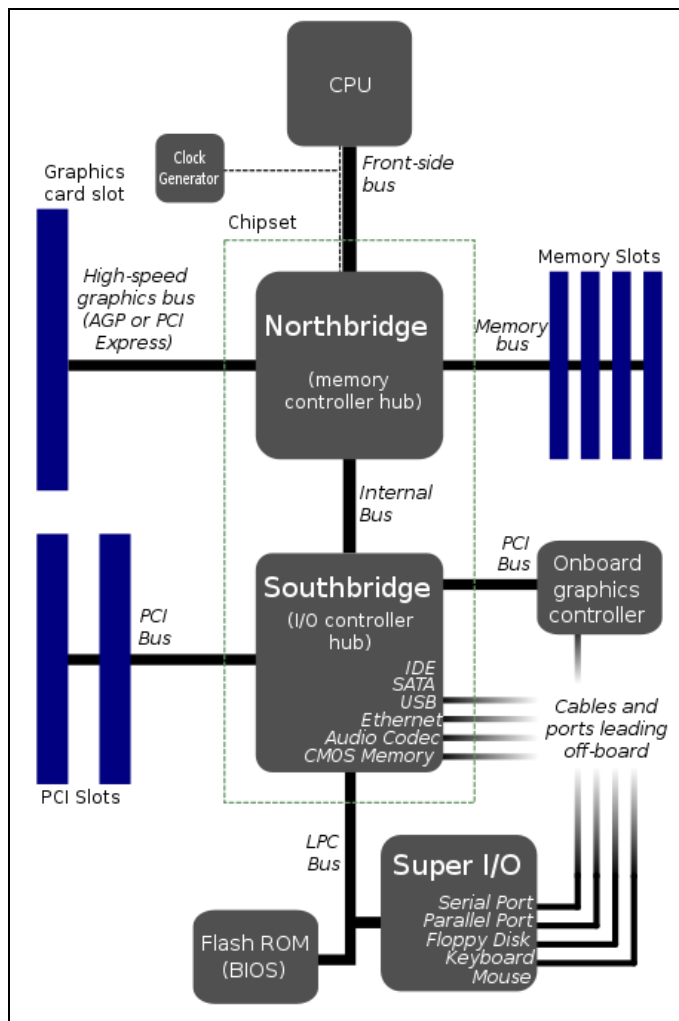 CPU
Clock
Generator
Front-side
bus
Graphics
card slot
Chipset
High-speed
graphics bus
(AGP or PCI
Express)
Northbridge
(memory
controller hub)
Memory
bus
Memory Slots
Internal
Bus
Southbridge
(I/O controller
hub)
PCI
Bus
Onboard
graphics
controller
PCI
Bus
IDE
SATA
USB
Ethernet
Audio Codec
CMOS Memory
Cables and
ports leading
off-board
PCI Slots
LPC
Bus
Super I/O
Serial Port
Parallel Port
Floppy Disk
Keyboard
Mouse
Flash ROM
(BIOS)